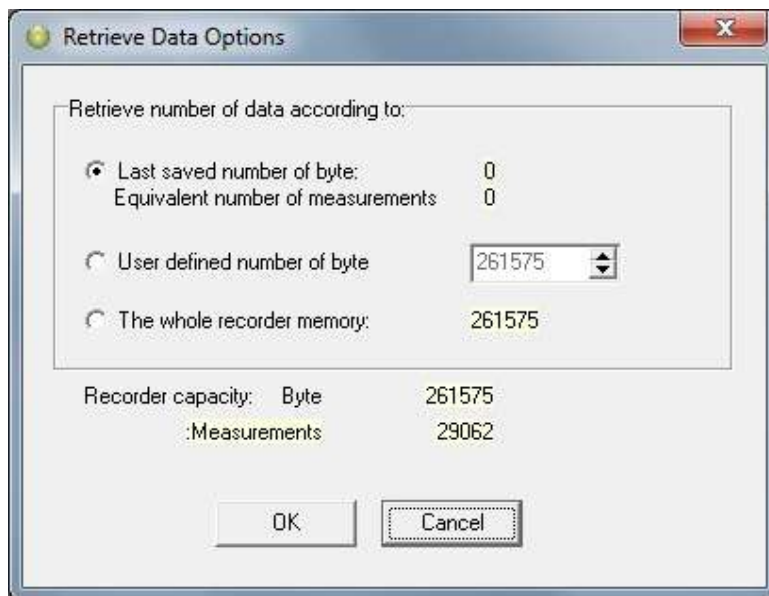 Retrieve Data Options
Retrieve number of data according to:
Last saved number of byte: 0
Equivalent number of measurements 0
User defined number of byte 261575
The whole recorder memory: 261575
Recorder capacity: Byte 261575
:Measurements 29062
OK Cancel